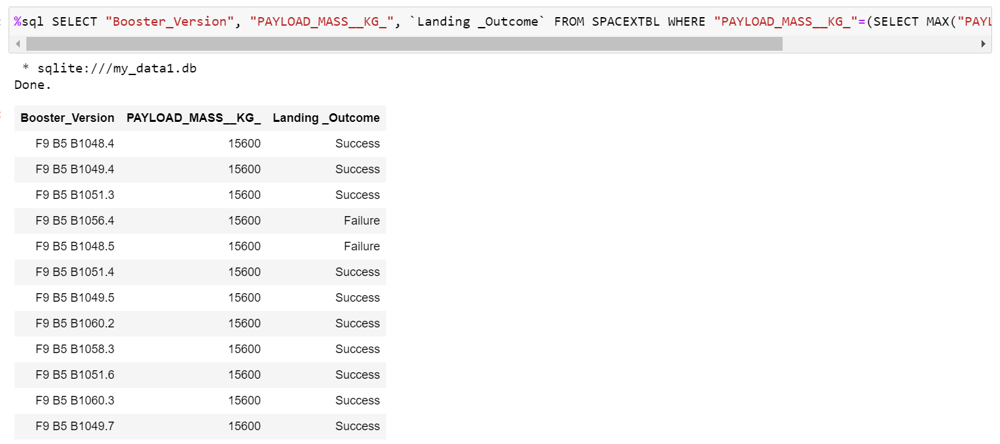 %sql SELECT "Booster_Version", "PAYLOAD_MASS__KG_", `Landing _Outcome` FROM SPACEXTBL WHERE "PAYLOAD_MASS__KG_"=(SELECT MAX("PAYL
* sqlite:///my_data1.db
Done.
Booster_Version PAYLOAD_MASS__KG_ Landing _Outcome
F9 B5 B1048.4 15600 Success
F9 B5 B1049.4 15600 Success
F9 B5 B1051.3 15600 Success
F9 B5 B1056.4 15600 Failure
F9 B5 B1048.5 15600 Failure
F9 B5 B1051.4 15600 Success
F9 B5 B1049.5 15600 Success
F9 B5 B1060.2 15600 Success
F9 B5 B1058.3 15600 Success
F9 B5 B1051.6 15600 Success
F9 B5 B1060.3 15600 Success
F9 B5 B1049.7 15600 Success